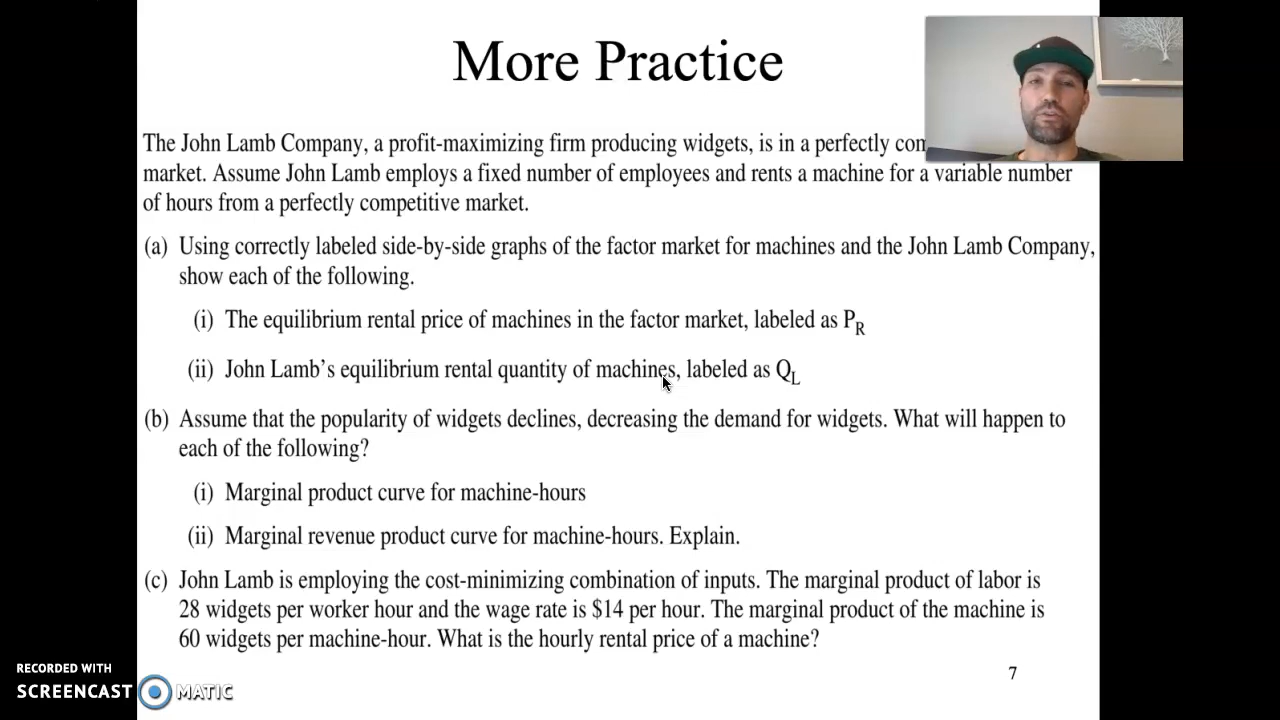 More Practice
The John Lamb Company, a profit-maximizing firm producing widgets, is in a perfectly
market. Assume John Lamb employs a fixed number of employees and rents a machine for a variable number
of hours from a perfectly competitive market.
(a) Using correctly labeled side-by-side graphs of the factor market for machines and the John Lamb Company,
show each of the following.
(i) The equilibrium rental price of machines in the factor market, labeled as PR
(ii) John Lamb’s equilibrium rental quantity of machines, labeled as QL
(b) Assume that the popularity of widgets declines, decreasing the demand for widgets. What will happen to
each of the following?
(i) Marginal product curve for machine-hours
(ii) Marginal revenue product curve for machine-hours. Explain.
(c) John Lamb is employing the cost-minimizing combination of inputs. The marginal product of labor is
28 widgets per worker hour and the wage rate is $14 per hour. The marginal product of the machine is
60 widgets per machine-hour. What is the hourly rental price of a machine?
7
RECORDED WITH
SCREENCAST MATIC